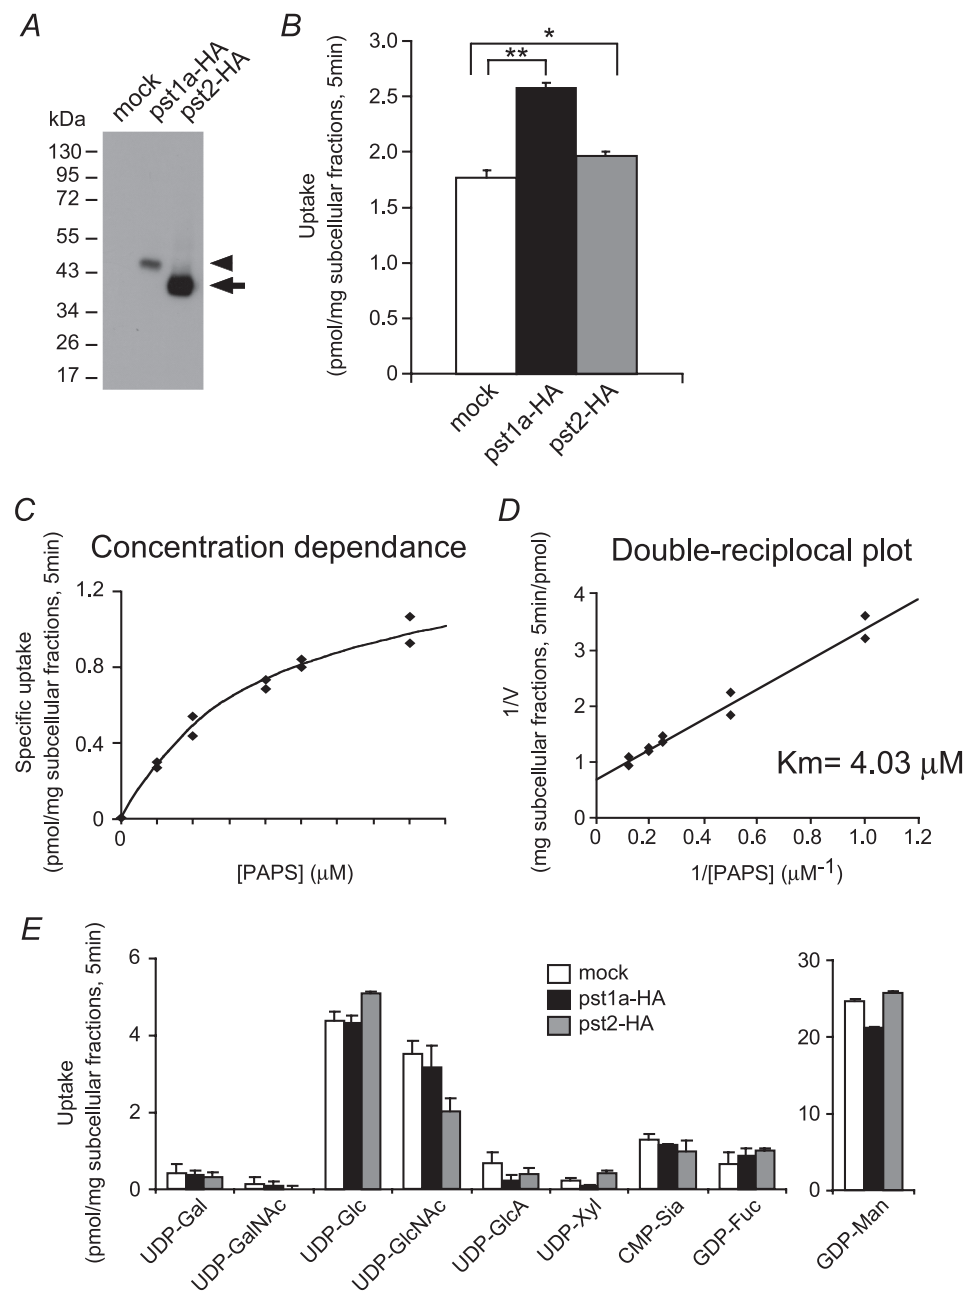 A
mock
pst1a-HA
pst2-HA
kDa
130
95
72
55
43
34
26
17
B
Uptake
(pmol/mg subcellular fractions, 5min)
3.0
2.5
2.0
1.5
1.0
0.5
0
*
**
mock
pst1a-HA
pst2-HA
C
Concentration dependance
Specific uptake
(pmol/mg subcellular fractions, 5min)
1.2
0.8
0.4
0
0
[PAPS] (μM)
D
Double-reciplocal plot
1/V
(mg subcellular fractions, 5min/pmol)
4
3
2
1
0
Km= 4.03 μM
0 0.2 0.4 0.6 0.8 1.0 1.2
1/[PAPS] (μM-1)
E
Uptake
(pmol/mg subcellular fractions, 5min)
6
4
2
0
mock
pst1a-HA
pst2-HA
30
20
10
0
UDP-Gal
UDP-GalNAc
UDP-Glc
UDP-GlcNAc
UDP-GlcA
UDP-Xyl
CMP-Sia
GDP-Fuc
GDP-Man